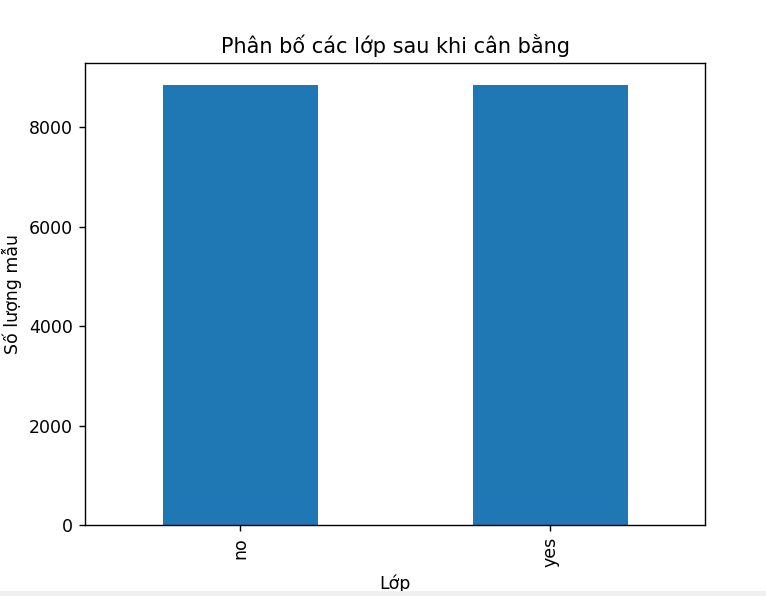 Phân bố các lớp sau khi cân bằng
8000
6000
4000
2000
0
Số lượng mẫu
no
yes
Lớp